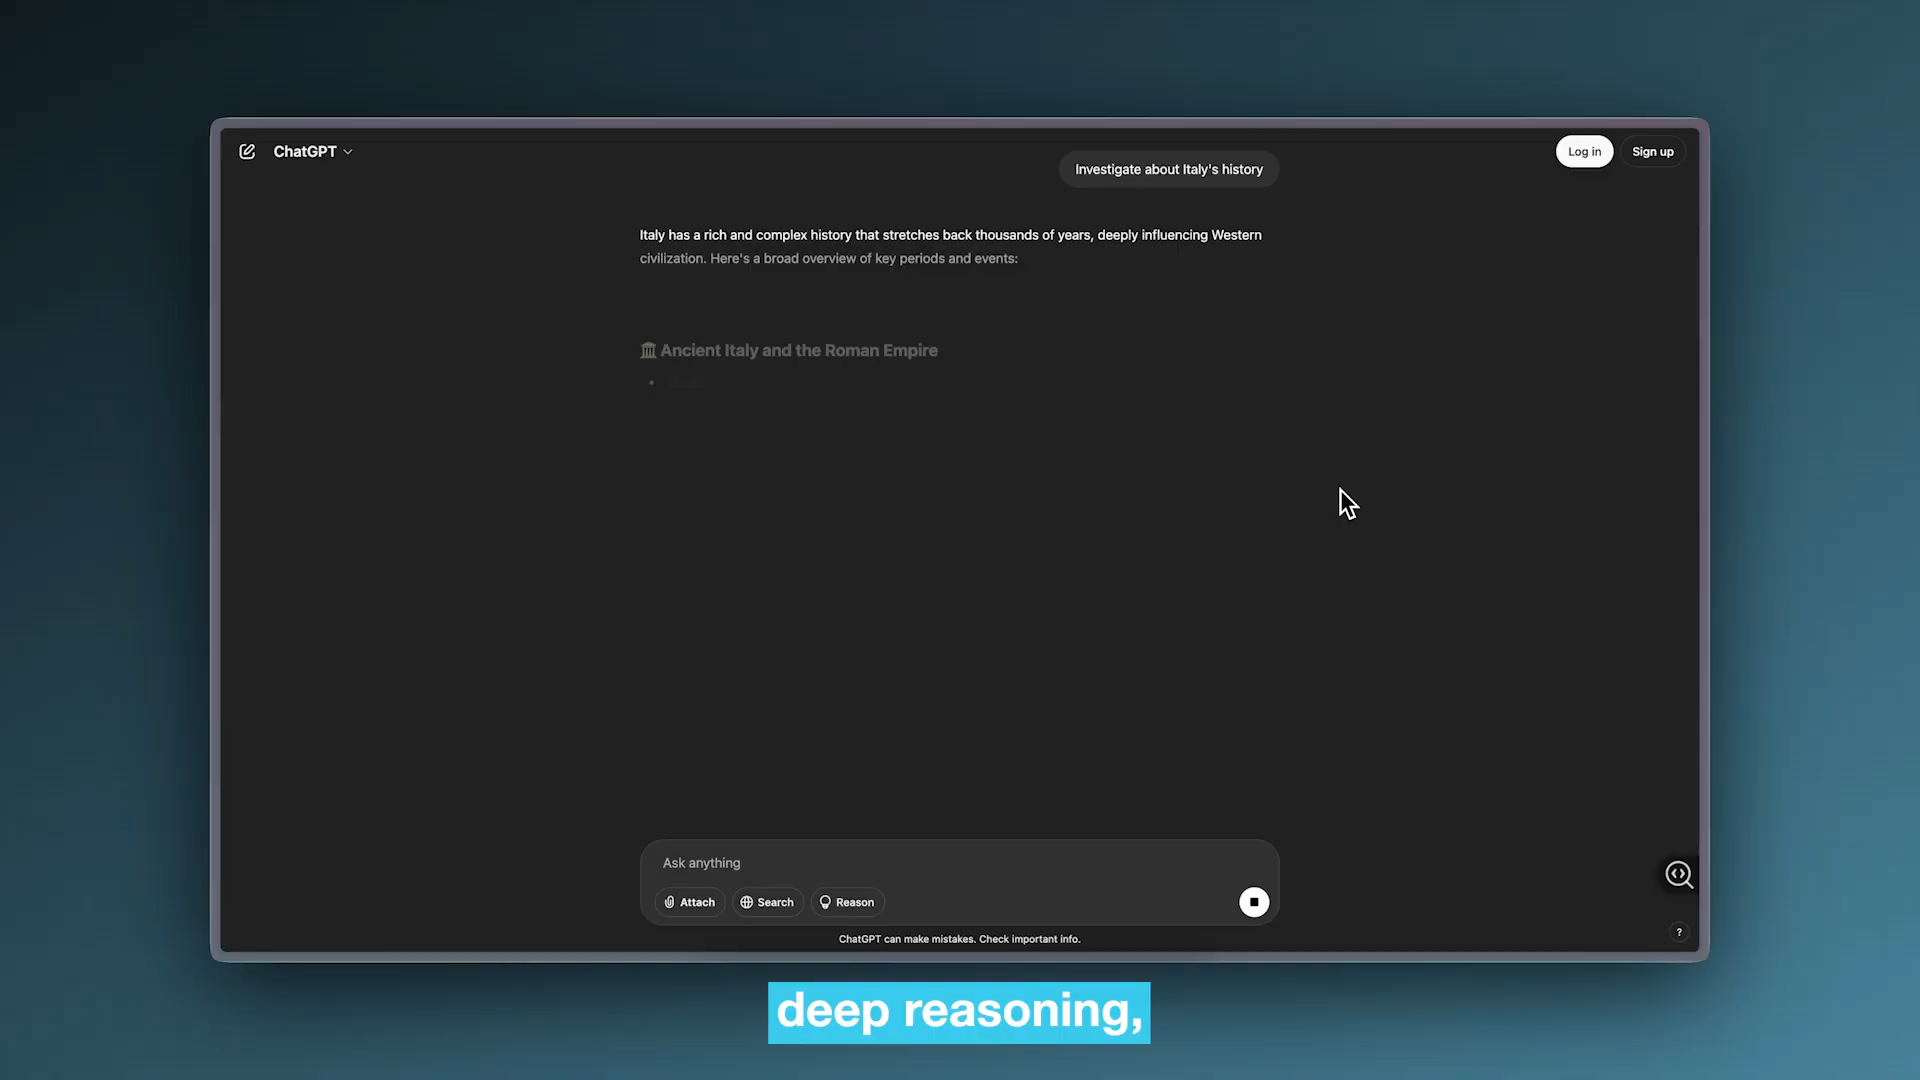 ChatGPT
Log in
Sign up
Investigate about Italy's history
Italy has a rich and complex history that stretches back thousands of years, deeply influencing Western
civilization. Here's a broad overview of key periods and events:
🏛️ Ancient Italy and the Roman Empire
Ask anything
Attach
Search
Reason
ChatGPT can make mistakes. Check important info.
?
deep reasoning,